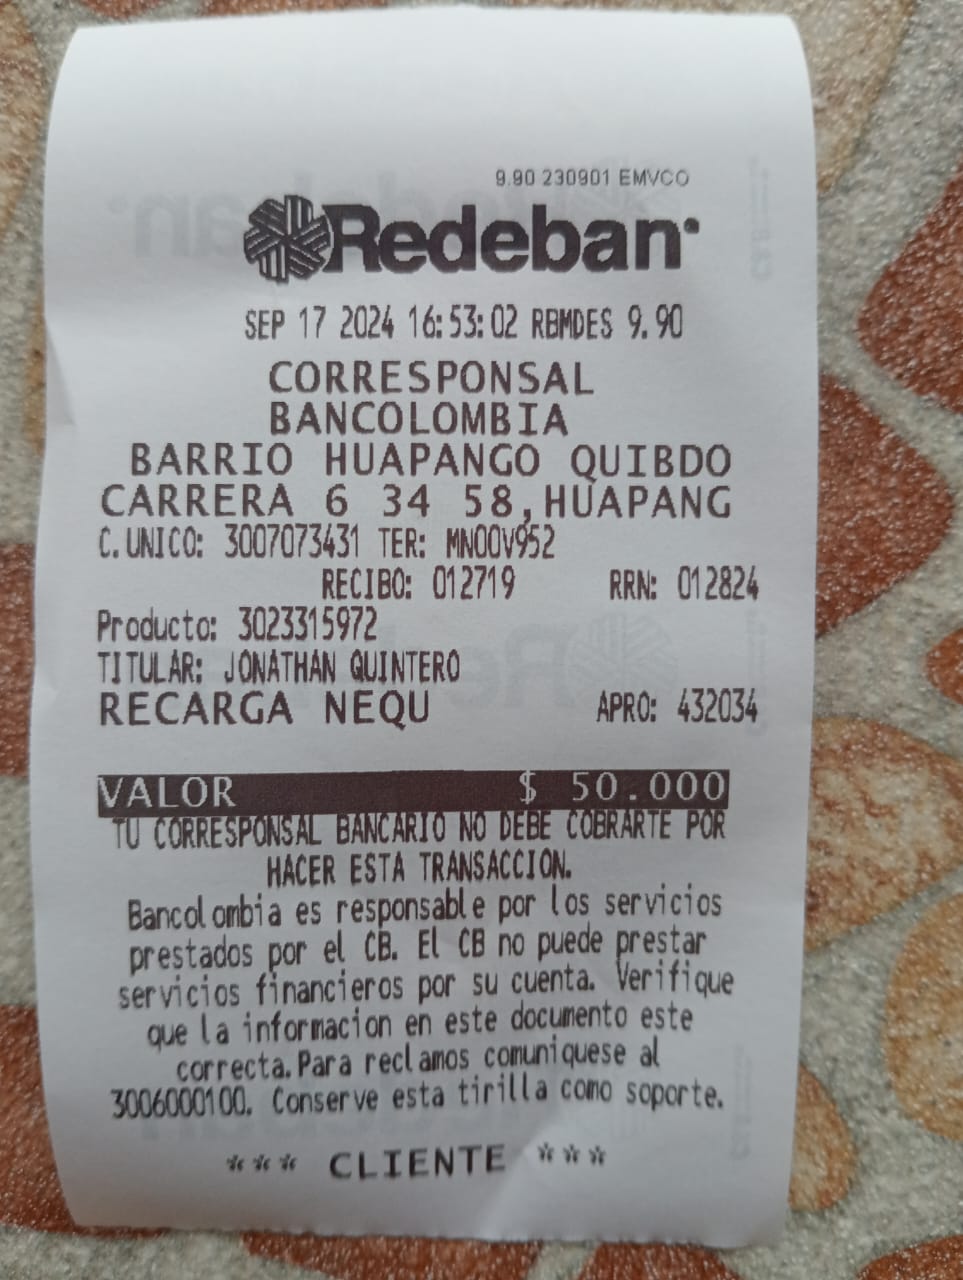 9.90 230901 EMVCO
Redeban
SEP 17 2024 16:53:02 RBMDES 9.90
CORRESPONSAL
BANCOLOMBIA
BARRIO HUAPANGO QUIBDO
CARRERA 6 34 58,HUAPANG
C.UNICO: 3007073431 TER: MN00V952
RECIBO: 012719 RRN: 012824
Producto: 3023315972
TITULAR: JONATHAN QUINTERO
RECARGA NEQU APRO: 432034
VALOR $ 50.000
TU CORRESPONSAL BANCARIO NO DEBE COBRARTE POR
HACER ESTA TRANSACCION.
Bancolombia es responsable por los servicios
prestados por el CB. El CB no puede prestar
servicios financieros por su cuenta. Verifique
que la informacion en este documento este
correcta.Para reclamos comuniquese al
3006000100. Conserve esta tirilla como soporte.
*** CLIENTE ***